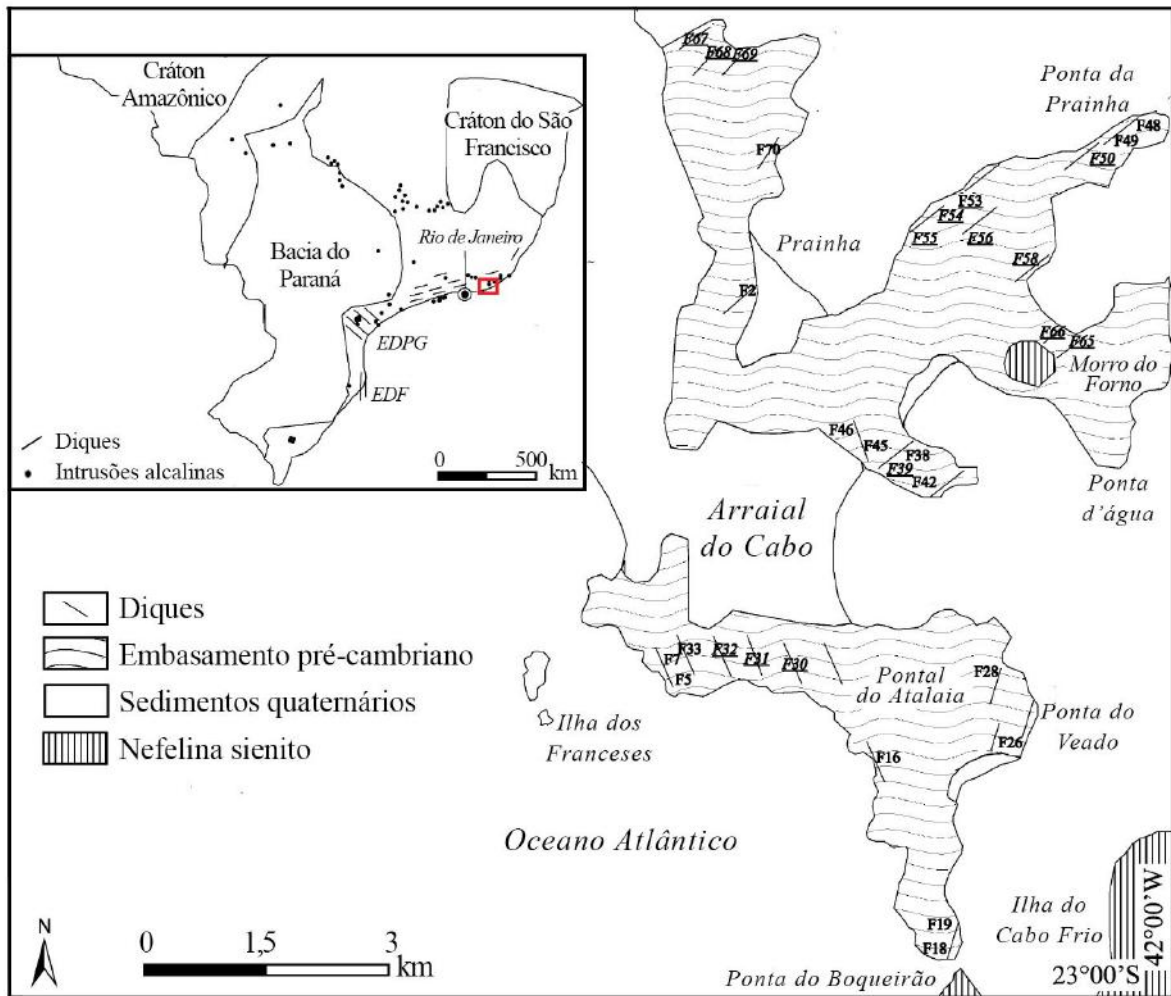 Cráton
Amazônico
Cráton do São
Francisco
Rio de Janeiro
Bacia do
Paraná
EDPG
EDF
Diques
Intrusões alcalinas
0 500
km
F67
F68 F69
F70
Ponta da
Prainha
F48
F49
F50
F53
F54
F55 F56
F58
Prainha
F2
F66
F65
Morro do
Forno
F46
F45
F38
F39
F42
Ponta
d'água
Arraial
do Cabo
Diques
Embasamento pré-cambriano
Sedimentos quaternários
Nefelina sienito
F33 F32
F7 F31 F30
F5
Pontal
do Atalaia
F28
Ponta do
Veado
F26
F16
Ilha dos
Franceses
Oceano Atlântico
N
0 1,5 3
km
F19
F18
Ilha do
Cabo Frio
Ponta do Boqueirão
23°00'S
42°00'W